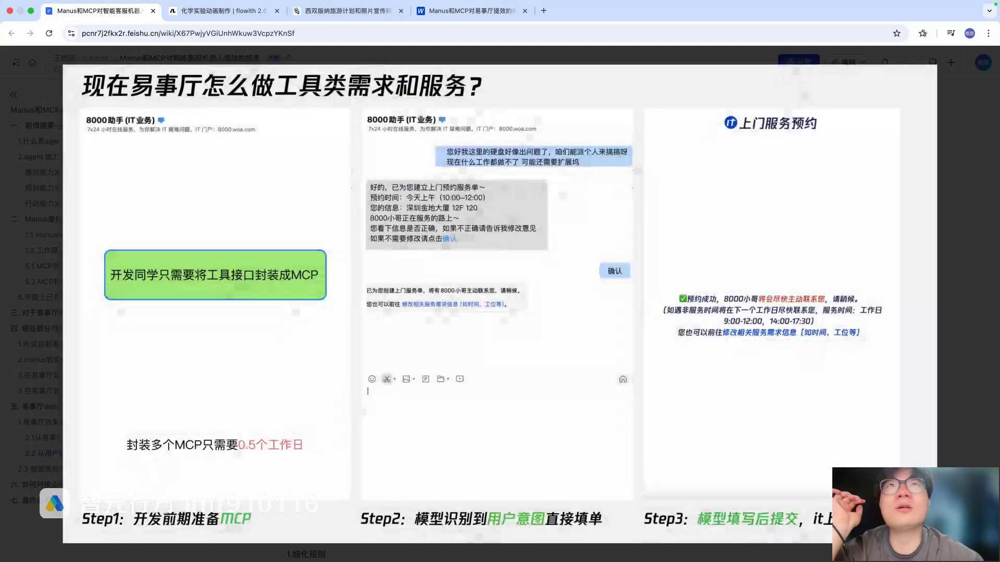 Manus和MCP对智能客服机器人
化学实验动画制作 | flowith 2.0
西双版纳旅游计划和照片宣传网
Manus和MCP对易事厅提效的
pcnr7j2fkx2r.feishu.cn/wiki/X67PwjyVGiUnhWkuw3VcpzYKnSf
Manus和MCP对智能客服机器人提效的探索
编辑
Manus和MCP对
一、前情提要
1.什么是agen
2.agent 能力
感知能力发
规划能力发
行动能力发
二、Manus是什
1.1 manus
1.2 工作原
5.1 MCP是
5.2 MCP和
6.市面上已有
三. 对于易事厅
四. 哪些部分可
1.先说目前易
2.manus智能
3.在易事厅如
3.在易事厅如
五. 易事厅dem
1.易事厅效果
2.1从易事
2.2 从用户
2.3 智能质检
六. 如何对接业
七. 最终
现在易事厅怎么做工具类需求和服务？
8000助手 (IT业务)
7x24 小时在线服务，为你解决 IT 疑难问题，IT 门户：8000.woa.com
开发同学只需要将工具接口封装成MCP
封装多个MCP只需要0.5个工作日
Step1：开发前期准备MCP
8000助手 (IT业务)
7x24 小时在线服务，为你解决 IT 疑难问题，IT 门户：8000.woa.com
您好我这里的硬盘好像出问题了，咱们能派个人来搞搞呀
现在什么工作都做不了 可能还需要扩展坞
好的，已为您建立上门预约服务单～
预约时间：今天上午（10:00—12:00）
您的信息：深圳金地大厦 12F 120
8000小哥正在服务的路上～
您看下信息是否正确，如果不正确请告诉我修改意见
如果不需要修改请点击确认
确认
已为您创建上门服务单，将有8000小哥主动联系您，请稍候。
您也可以前往 修改相关服务需求信息 (如时间、工位等)。
Step2：模型识别到用户意图直接填单
IT 上门服务预约
预约成功，8000小哥将会尽快主动联系您，请稍候。
(如遇非服务时间将在下一个工作日尽快联系您，服务时间：工作日
9:00-12:00，14:00-17:30)
您也可以前往修改相关服务需求信息（如时间、工位等）
Step3：模型填写后提交，it上
1.细化规则